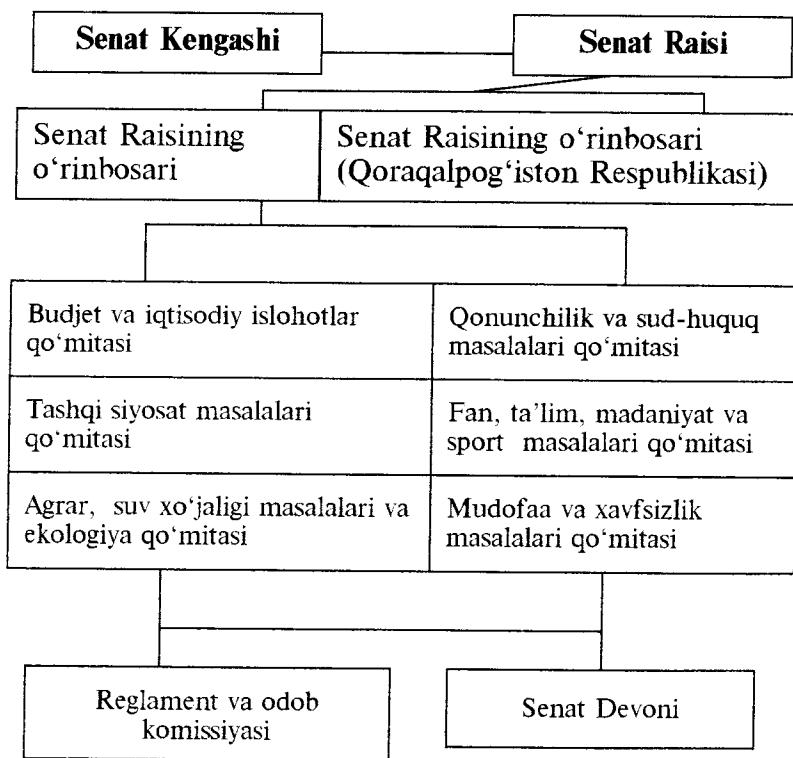 Senat Kengashi
Senat Raisi
Senat Raisining
o‘rinbosari
Senat Raisining o‘rinbosari
(Qoraqalpog‘iston Respublikasi)
Budjet va iqtisodiy islohotlar
qo‘mitasi
Qonunchilik va sud-huquq
masalalari qo‘mitasi
Tashqi siyosat masalalari
qo‘mitasi
Fan, ta’lim, madaniyat va
sport masalalari qo‘mitasi
Agrar, suv xo‘jaligi masalalari va
ekologiya qo‘mitasi
Mudofaa va xavfsizlik
masalalari qo‘mitasi
Reglament va odob
komissiyasi
Senat Devoni